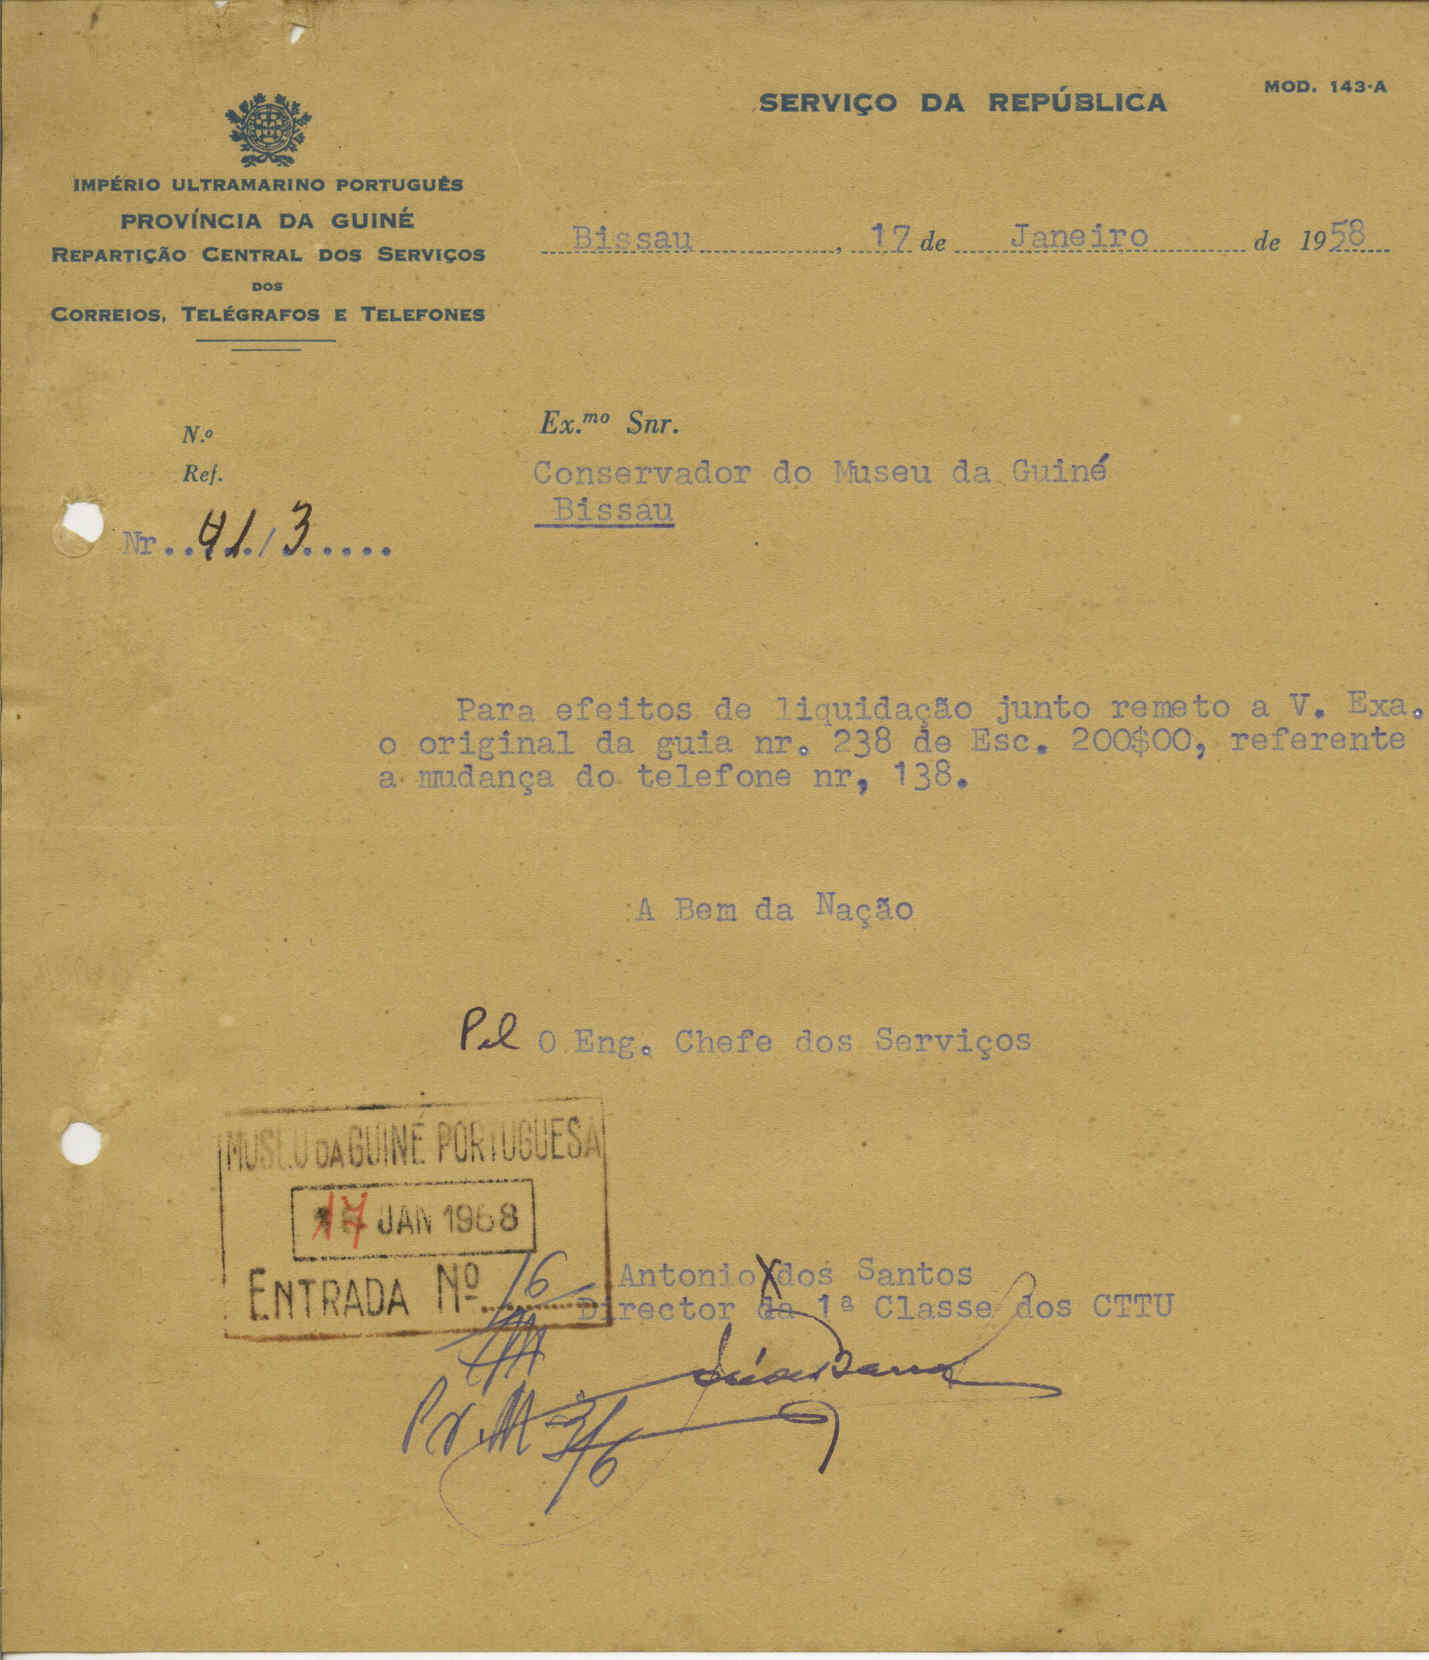 SERVIÇO DA REPÚBLICA
MOD. 143-A
IMPÉRIO ULTRAMARINO PORTUGUÊS
PROVÍNCIA DA GUINÉ
REPARTIÇÃO CENTRAL DOS SERVIÇOS
DOS
CORREIOS, TELÉGRAFOS E TELEFONES
Bissau, 17 de Janeiro de 1958
N.º
Ref.
Nr..41/3.....
Ex.mo Snr.
Conservador do Museu da Guiné
Bissau
Para efeitos de liquidação junto remeto a V. Exa.
o original da guia nr. 238 de Esc. 200$00, referente
a mudança do telefone nr, 138.
A Bem da Nação
Pel O Eng. Chefe dos Serviços
MUSEU DA GUINÉ PORTUGUESA
17 JAN 1958
ENTRADA Nº 16
Antonio dos Santos
Director da 1ª Classe dos CTTU